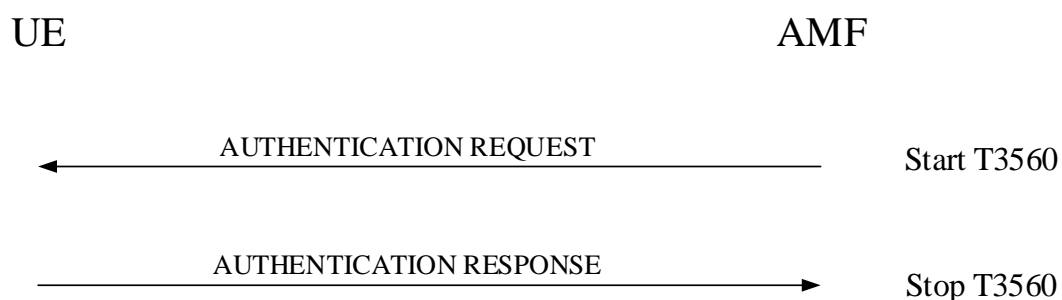 UE AMF
AUTHENTICATION REQUEST Start T3560
AUTHENTICATION RESPONSE Stop T3560